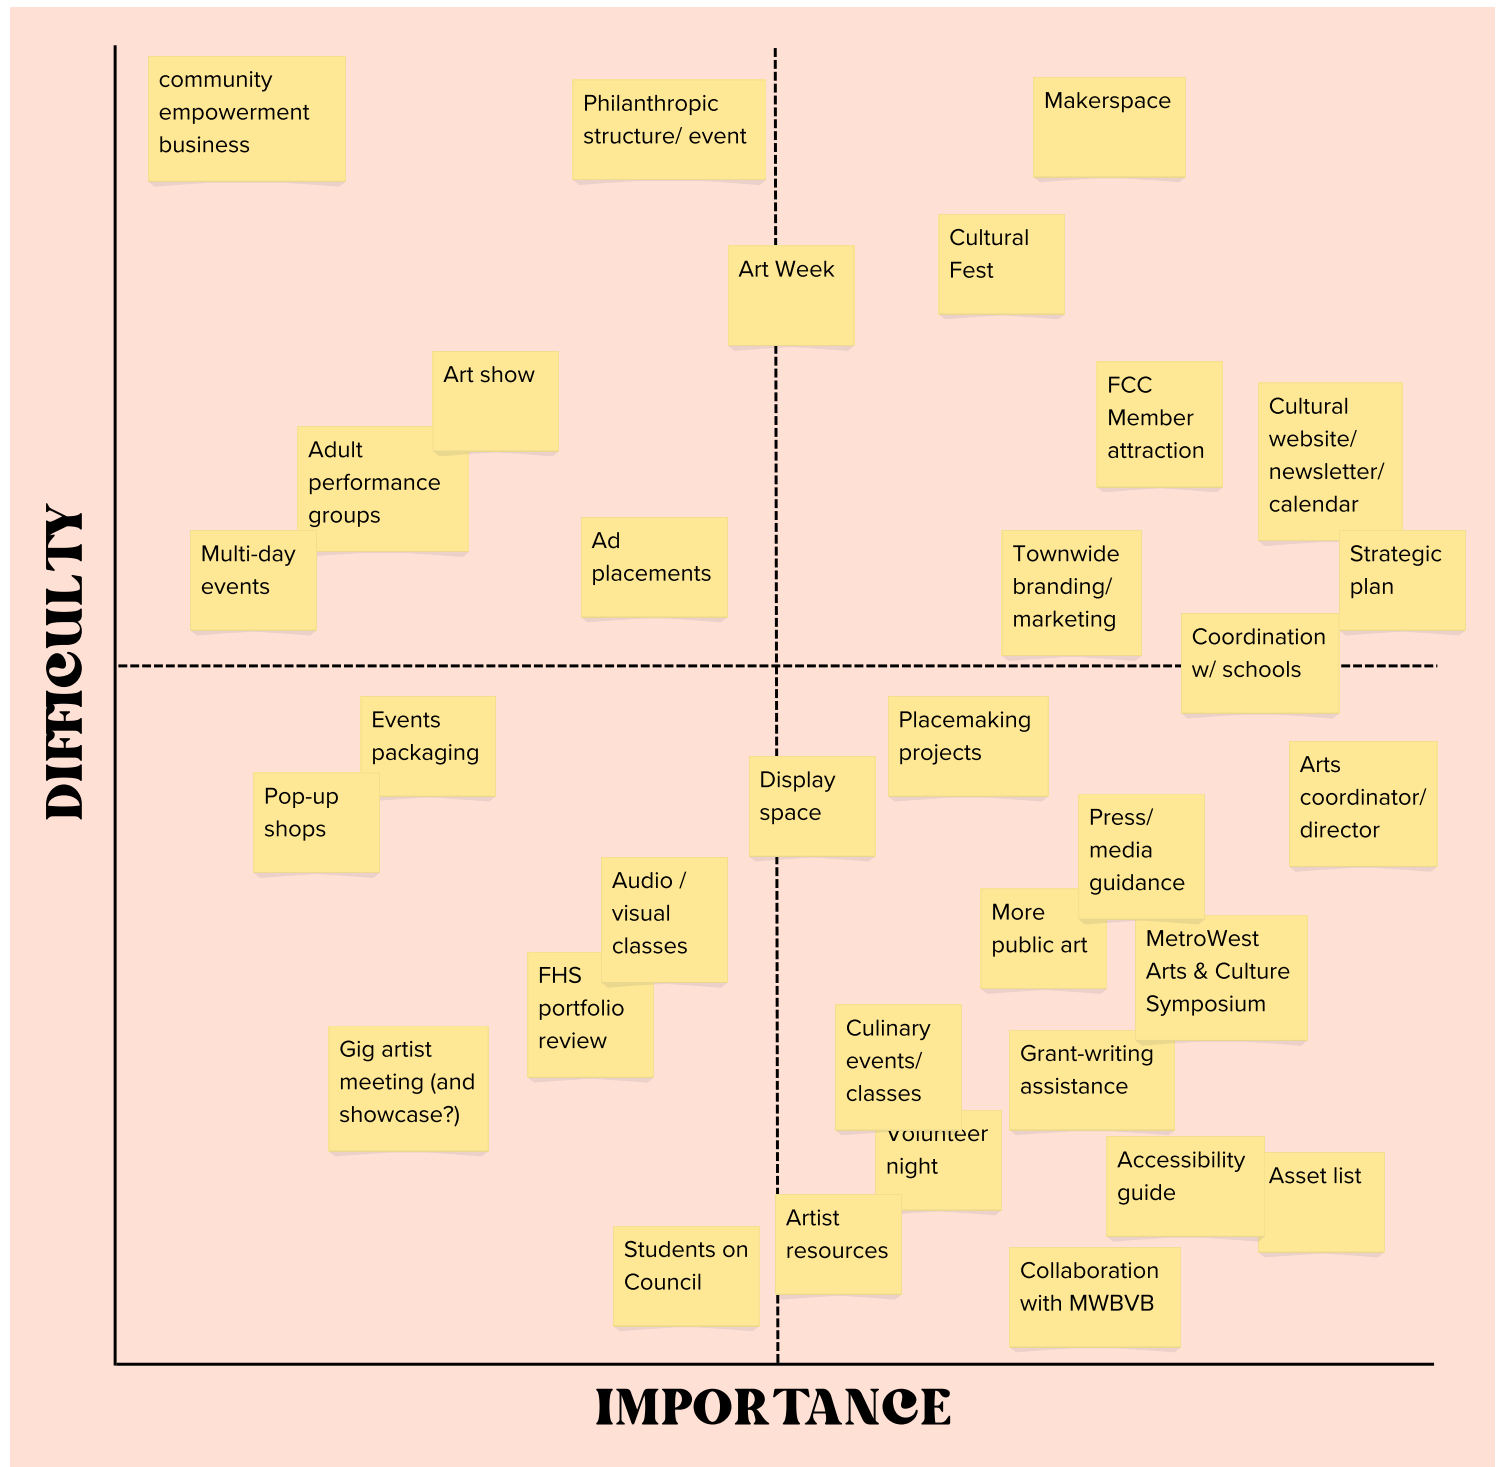 community
empowerment
business
Philanthropic
structure/ event
Makerspace
Cultural
Fest
Art Week
Art show
FCC
Member
attraction
Cultural
website/
newsletter/
calendar
Adult
performance
groups
Multi-day
events
Ad
placements
Townwide
branding/
marketing
Strategic
plan
Coordination
w/ schools
DIFFICULTY
Events
packaging
Placemaking
projects
Pop-up
shops
Display
space
Arts
coordinator/
director
Press/
media
guidance
Audio /
visual
classes
More
public art
MetroWest
Arts & Culture
Symposium
FHS
portfolio
review
Gig artist
meeting (and
showcase?)
Culinary
events/
classes
Grant-writing
assistance
Volunteer
night
Accessibility
guide
Asset list
Artist
resources
Students on
Council
Collaboration
with MWBVB
IMPORTANCE